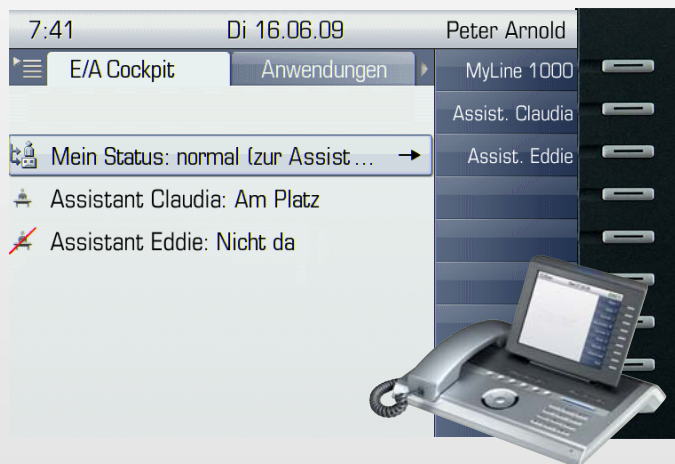 7:41 Di 16.06.09 Peter Arnold
E/A Cockpit Anwendungen MyLine 1000
Assist. Claudia
Mein Status: normal (zur Assist... Assist. Eddie
Assistant Claudia: Am Platz
Assistant Eddie: Nicht da